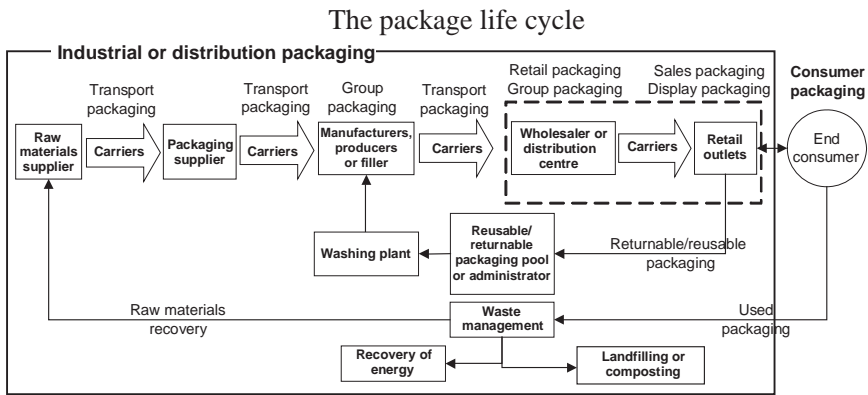 The package life cycle
Industrial or distribution packaging
Transport
packaging
Transport
packaging
Group
packaging
Transport
packaging
Retail packaging
Group packaging
Sales packaging
Display packaging
Consumer
packaging
Raw
materials
supplier
Carriers
Packaging
supplier
Carriers
Manufacturers,
producers
or filler
Carriers
Wholesaler or
distribution
centre
Carriers
Retail
outlets
End
consumer
Washing plant
Reusable/
returnable
packaging pool
or administrator
Returnable/reusable
packaging
Raw materials
recovery
Waste
management
Used
packaging
Recovery of
energy
Landfilling or
composting